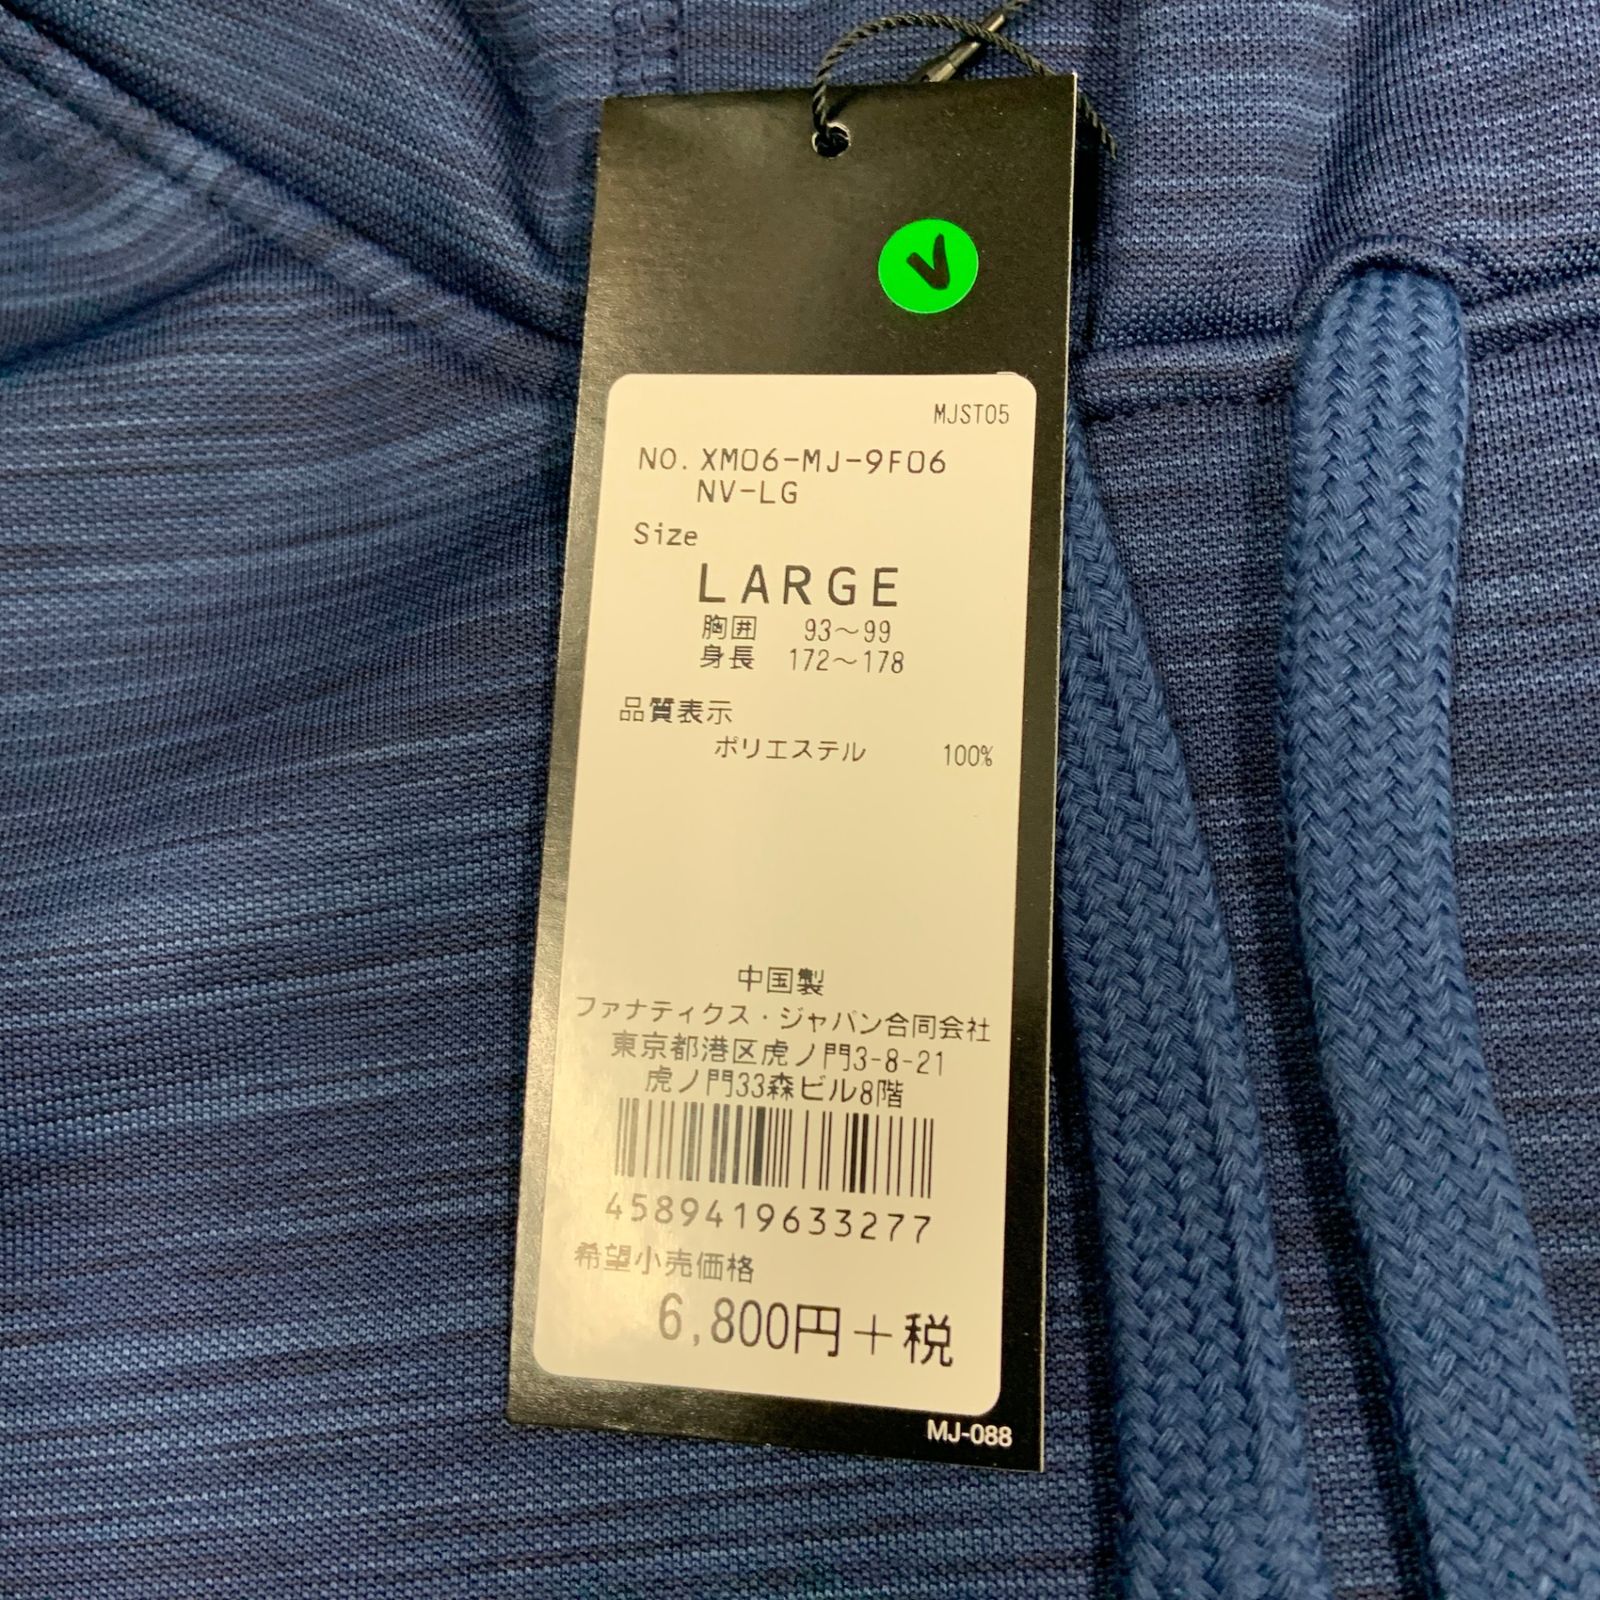 V
MJST05
NO. XM06-MJ-9F06
NV-LG
Size
LARGE
胸囲 93～99
身長 172～178
品質表示
ポリエステル 100%
中国製
ファナティクス・ジャパン合同会社
東京都港区虎ノ門3-8-21
虎ノ門33森ビル8階
4589419633277
希望小売価格
6,800円＋税
MJ-088